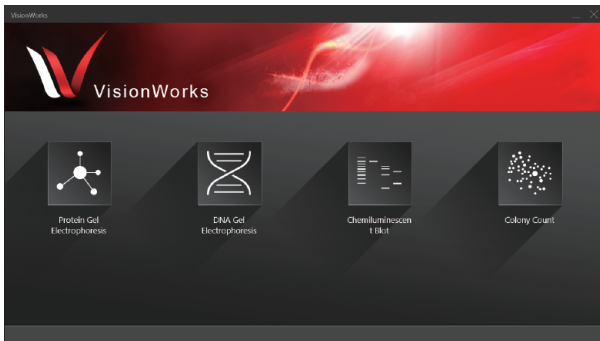 VisionWorks
VisionWorks
Protein Gel
Electrophoresis
DNA Gel
Electrophoresis
Chemiluminescen
t Blot
Colony Count